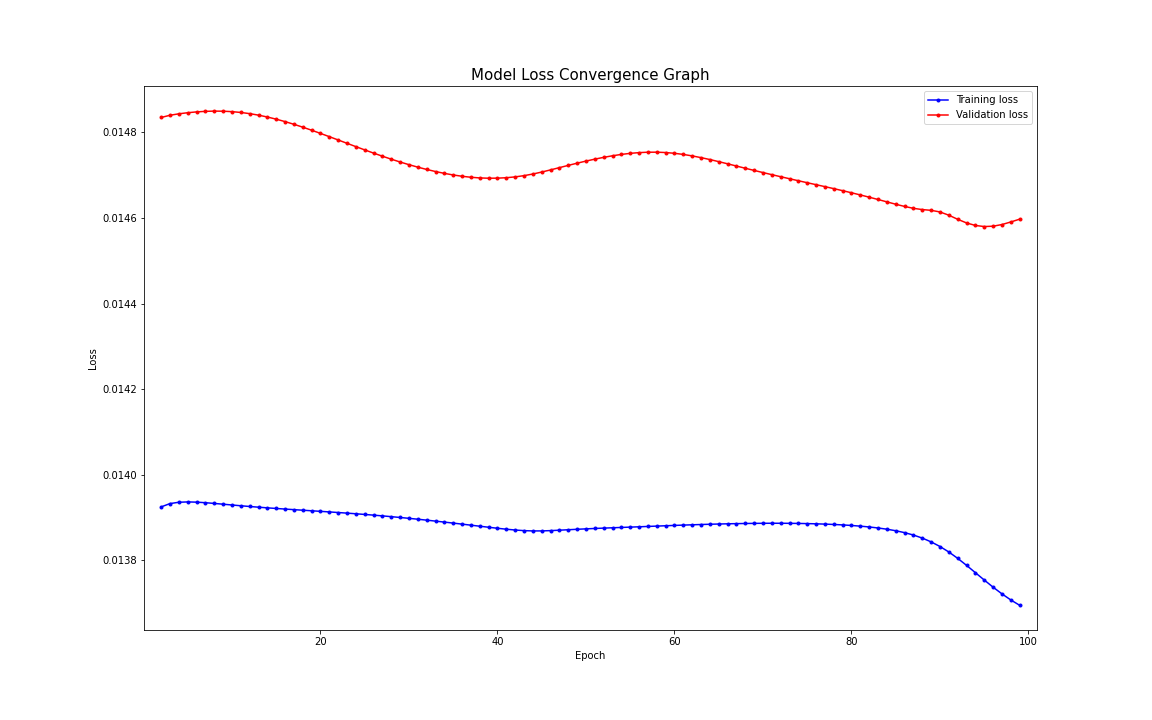 Model Loss Convergence Graph
Training loss
Validation loss
0.0148
0.0146
0.0144
0.0142
0.0140
0.0138
Loss
20 40 60 80 100
Epoch